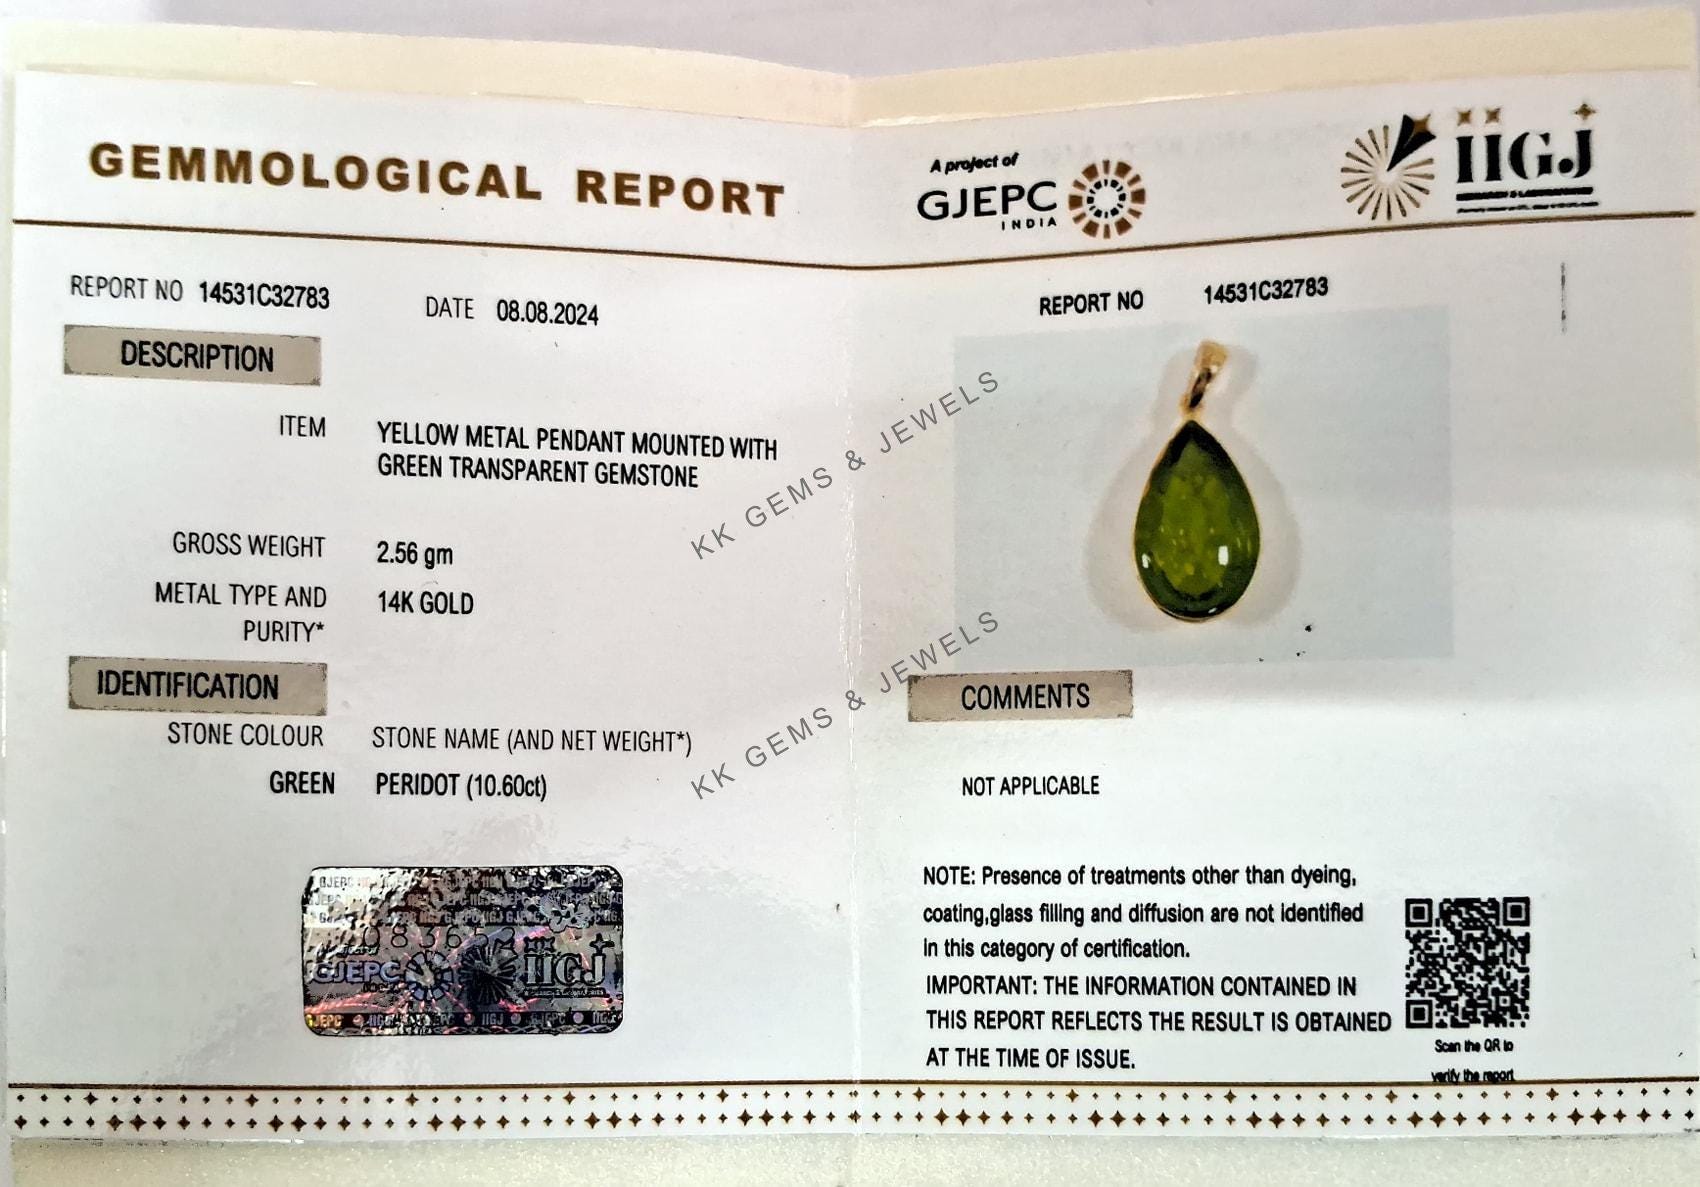 GEMMOLOGICAL REPORT
REPORT NO 14531C32783
DATE 08.08.2024
DESCRIPTION
ITEM YELLOW METAL PENDANT MOUNTED WITH
GREEN TRANSPARENT GEMSTONE
GROSS WEIGHT 2.56 gm
METAL TYPE AND 14K GOLD
PURITY*
IDENTIFICATION
STONE COLOUR STONE NAME (AND NET WEIGHT*)
GREEN PERIDOT (10.60ct)
GJEPC IIGJ
A project of
GJEPC
INDIA
IIGJ
REPORT NO 14531C32783
KK GEMS & JEWELS
KK GEMS & JEWELS
COMMENTS
NOT APPLICABLE
NOTE: Presence of treatments other than dyeing,
coating,glass filling and diffusion are not identified
in this category of certification.
IMPORTANT: THE INFORMATION CONTAINED IN
THIS REPORT REFLECTS THE RESULT IS OBTAINED
AT THE TIME OF ISSUE.
Scan the QR to
verify the report